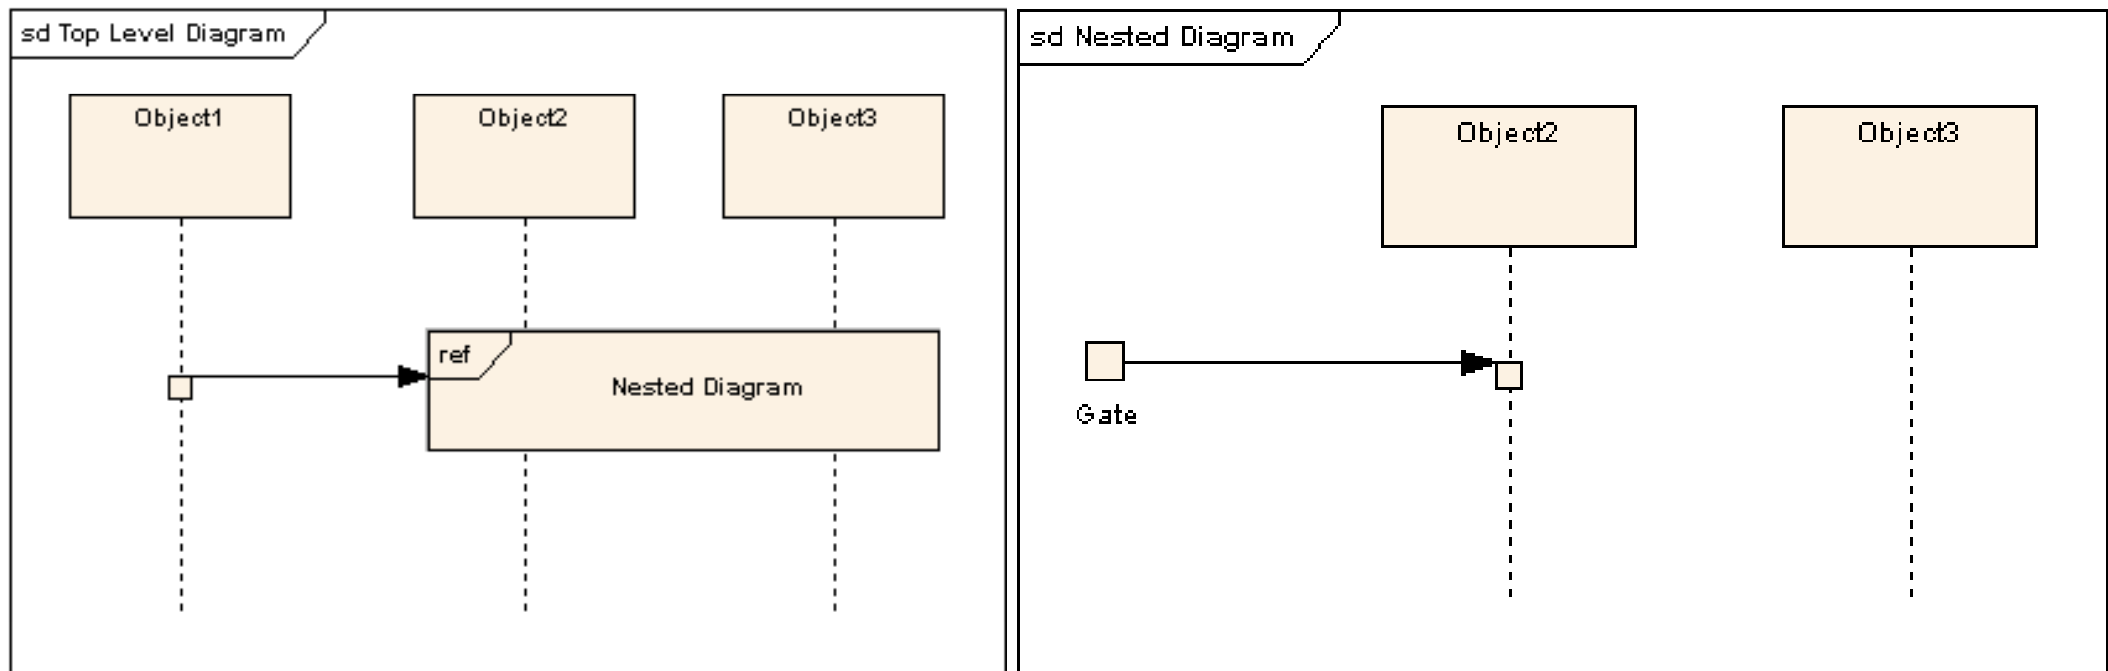 sd Top Level Diagram
Object1
Object2
Object3
ref
Nested Diagram
sd Nested Diagram
Object2
Object3
Gate